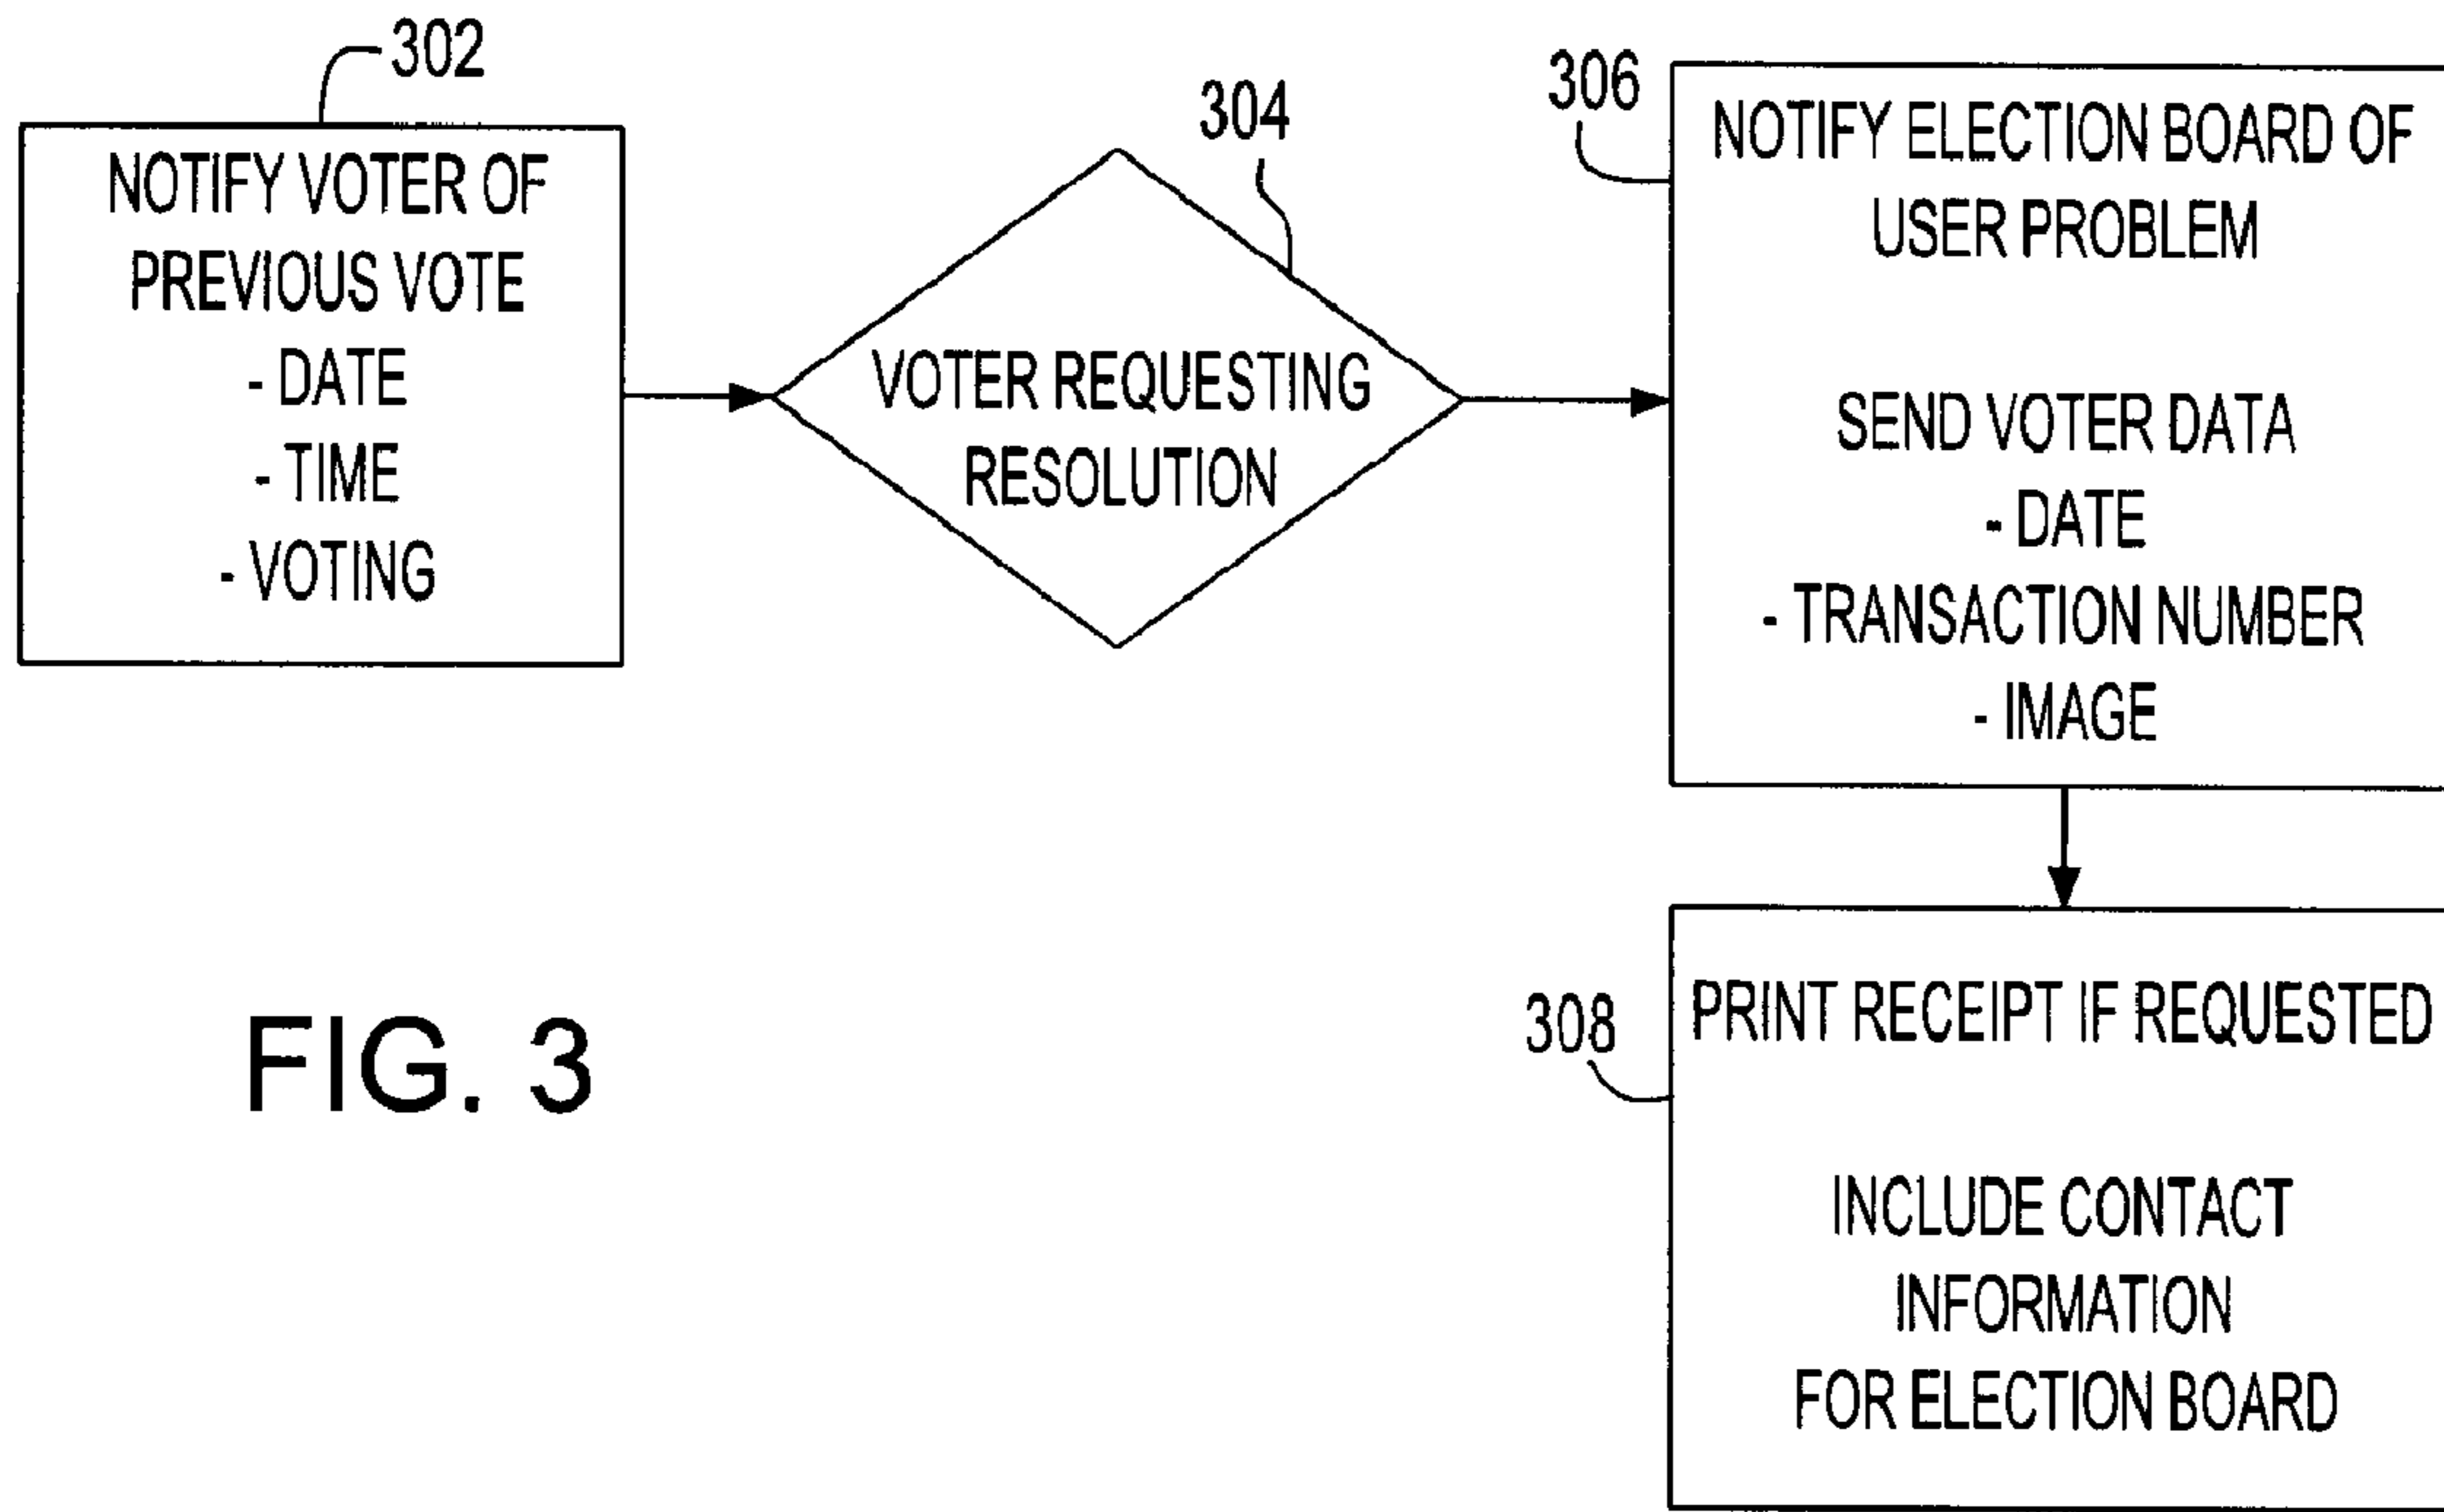 302
NOTIFY VOTER OF
PREVIOUS VOTE
- DATE
- TIME
- VOTING
304
VOTER REQUESTING
RESOLUTION
306
NOTIFY ELECTION BOARD OF
USER PROBLEM
SEND VOTER DATA
- DATE
- TRANSACTION NUMBER
- IMAGE
308
PRINT RECEIPT IF REQUESTED
INCLUDE CONTACT
INFORMATION
FOR ELECTION BOARD
FIG. 3